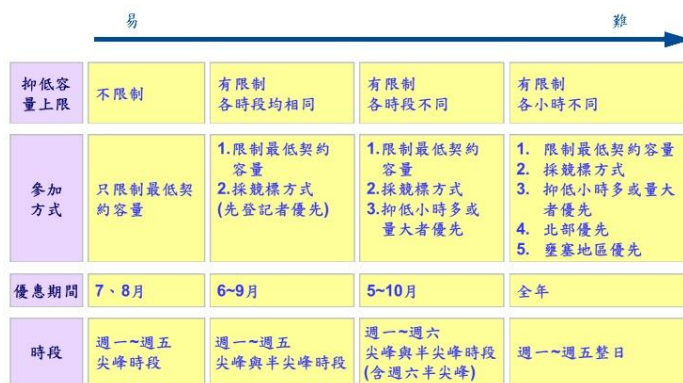 易
難
抑低容
量上限
不限制
有限制
各時段均相同
有限制
各時段不同
有限制
各小時不同
參加
方式
只限制最低契
約容量
1.限制最低契約
容量
2.採競標方式
(先登記者優先)
1.限制最低契約
容量
2.採競標方式
3.抑低小時多或
量大者優先
1. 限制最低契約容量
2. 採競標方式
3. 抑低小時多或量大
者優先
4. 北部優先
5. 壅塞地區優先
優惠期間
7、8月
6~9月
5~10月
全年
時段
週一~週五
尖峰時段
週一~週五
尖峰與半尖峰時段
週一~週六
尖峰與半尖峰時段
(含週六半尖峰)
週一~週五整日